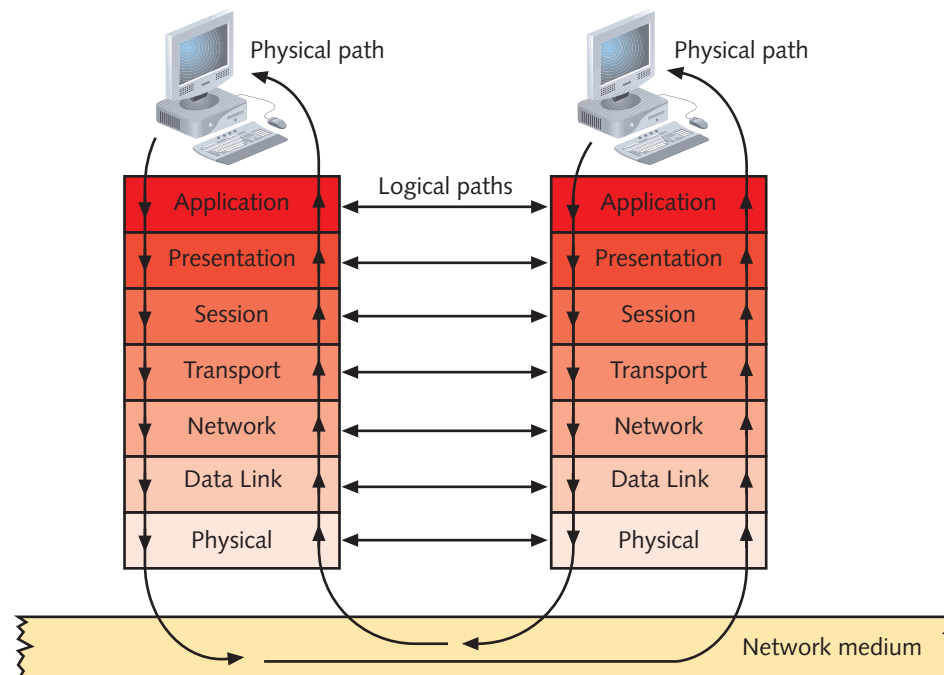 Physical path
Physical path
Logical paths
Application
Application
Presentation
Presentation
Session
Session
Transport
Transport
Network
Network
Data Link
Data Link
Physical
Physical
Network medium